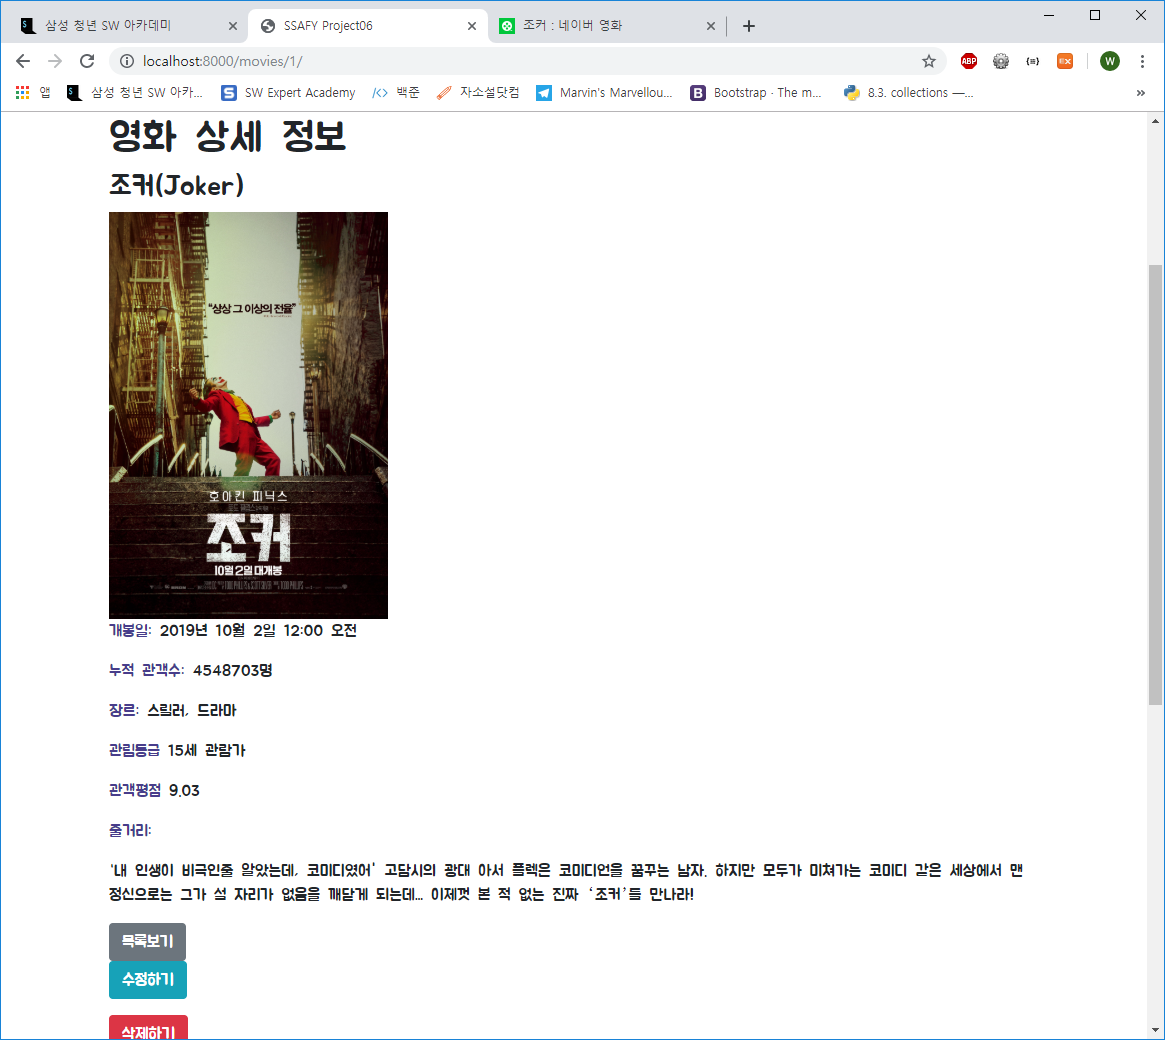 삼성 청년 SW 아카데미
SSAFY Project06
조커 : 네이버 영화
localhost:8000/movies/1/
ABP
W
앱
삼성 청년 SW 아카...
SW Expert Academy
백준
자소설닷컴
Marvin's Marvellou...
Bootstrap · The m...
8.3. collections —...
영화 상세 정보
조커(Joker)
“상상 그 이상의 전율”
호아킨 피닉스
조커
10월 2일 대개봉
개봉일: 2019년 10월 2일 12:00 오전
누적 관객수: 4548703명
장르: 스릴러, 드라마
관림등급 15세 관람가
관객평점 9.03
줄거리:
'내 인생이 비극인줄 알았는데, 코미디였어' 고담시의 광대 아서 플렉은 코미디언을 꿈꾸는 남자. 하지만 모두가 미쳐가는 코미디 같은 세상에서 맨
정신으로는 그가 설 자리가 없음을 깨닫게 되는데… 이제껏 본 적 없는 진짜 ‘조커’를 만나라!
목록보기
수정하기
삭제하기